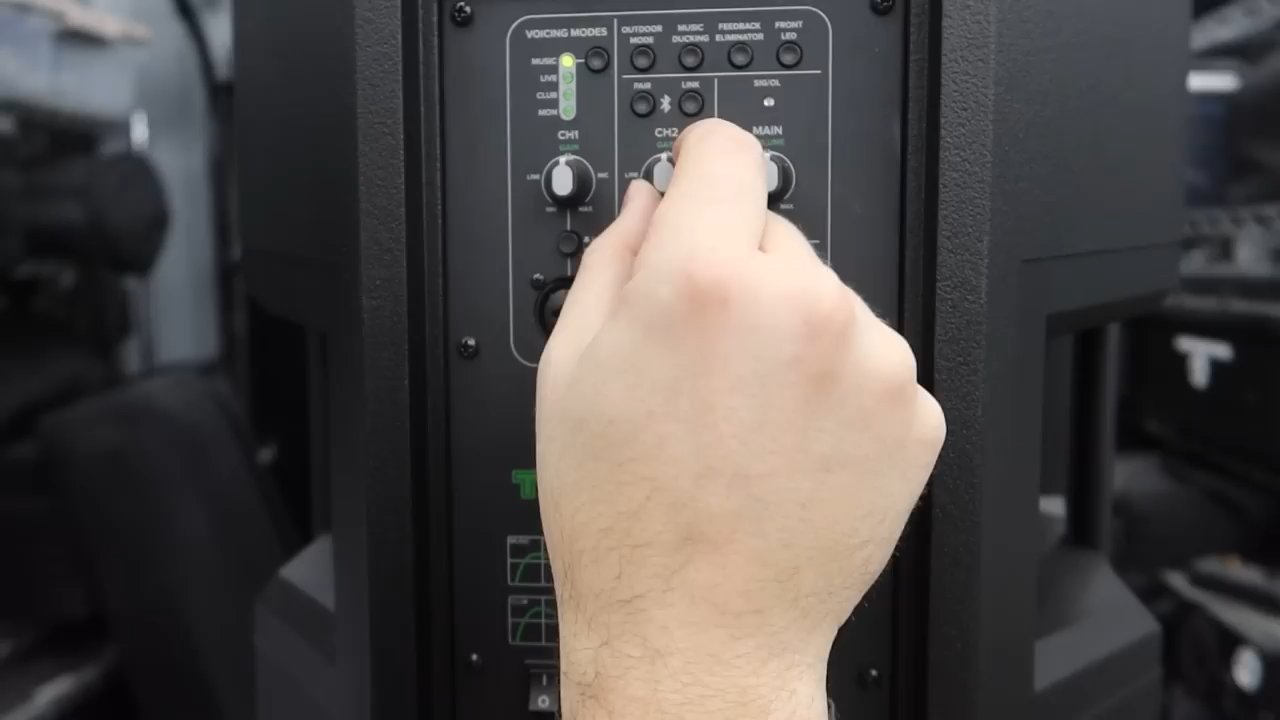 VOICING MODES
OUTDOOR MODE
MUSIC DUCKING
FEEDBACK ELIMINATOR
FRONT LED
MUSIC
LIVE
CLUB
MON
PAIR
LINK
SIG/OL
CH1
GAIN
CH2
MAIN
LINE
MIC
LINE
MAX
MAX